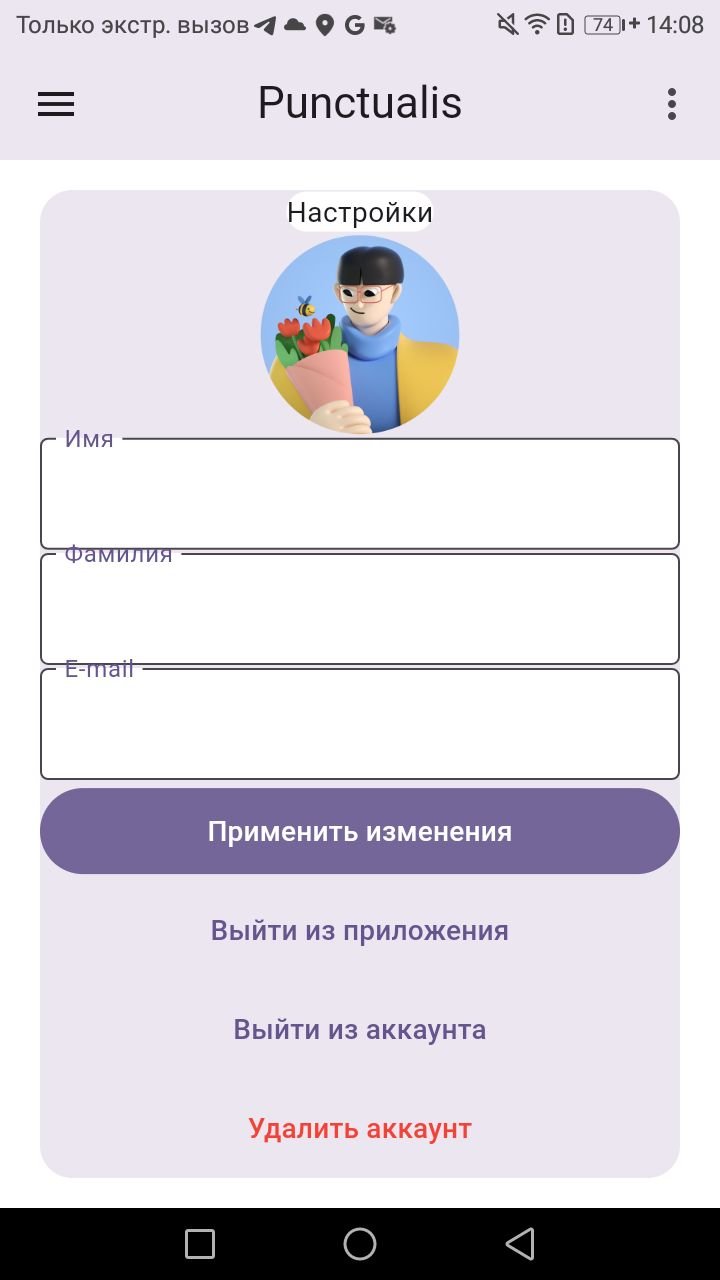 Только экстр. вызов 74 14:08
Punctualis
Настройки
Имя
Фамилия
E-mail
Применить изменения
Выйти из приложения
Выйти из аккаунта
Удалить аккаунт